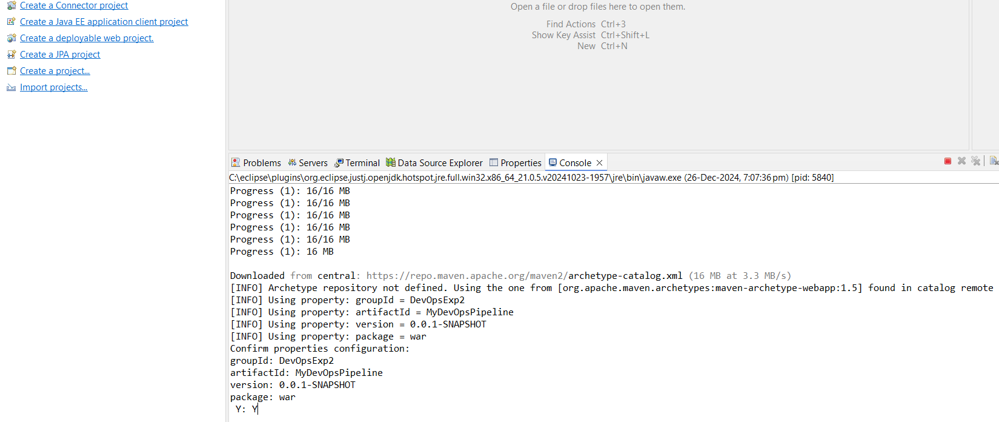 Create a Connector project
Create a Java EE application client project
Create a deployable web project.
Create a JPA project
Create a project...
Import projects...
Open a file or drop files here to open them.
Find Actions Ctrl+3
Show Key Assist Ctrl+Shift+L
New Ctrl+N
Problems Servers Terminal Data Source Explorer Properties Console
C:\eclipse\plugins\org.eclipse.justj.openjdk.hotspot.jre.full.win32.x86_64_21.0.5.v20241023-1957\jre\bin\javaw.exe (26-Dec-2024, 7:07:36 pm) [pid: 5840]
Progress (1): 16/16 MB
Progress (1): 16/16 MB
Progress (1): 16/16 MB
Progress (1): 16/16 MB
Progress (1): 16/16 MB
Progress (1): 16 MB
Downloaded from central: https://repo.maven.apache.org/maven2/archetype-catalog.xml (16 MB at 3.3 MB/s)
[INFO] Archetype repository not defined. Using the one from [org.apache.maven.archetypes:maven-archetype-webapp:1.5] found in catalog remote
[INFO] Using property: groupId = DevOpsExp2
[INFO] Using property: artifactId = MyDevOpsPipeline
[INFO] Using property: version = 0.0.1-SNAPSHOT
[INFO] Using property: package = war
Confirm properties configuration:
groupId: DevOpsExp2
artifactId: MyDevOpsPipeline
version: 0.0.1-SNAPSHOT
package: war
Y: Y